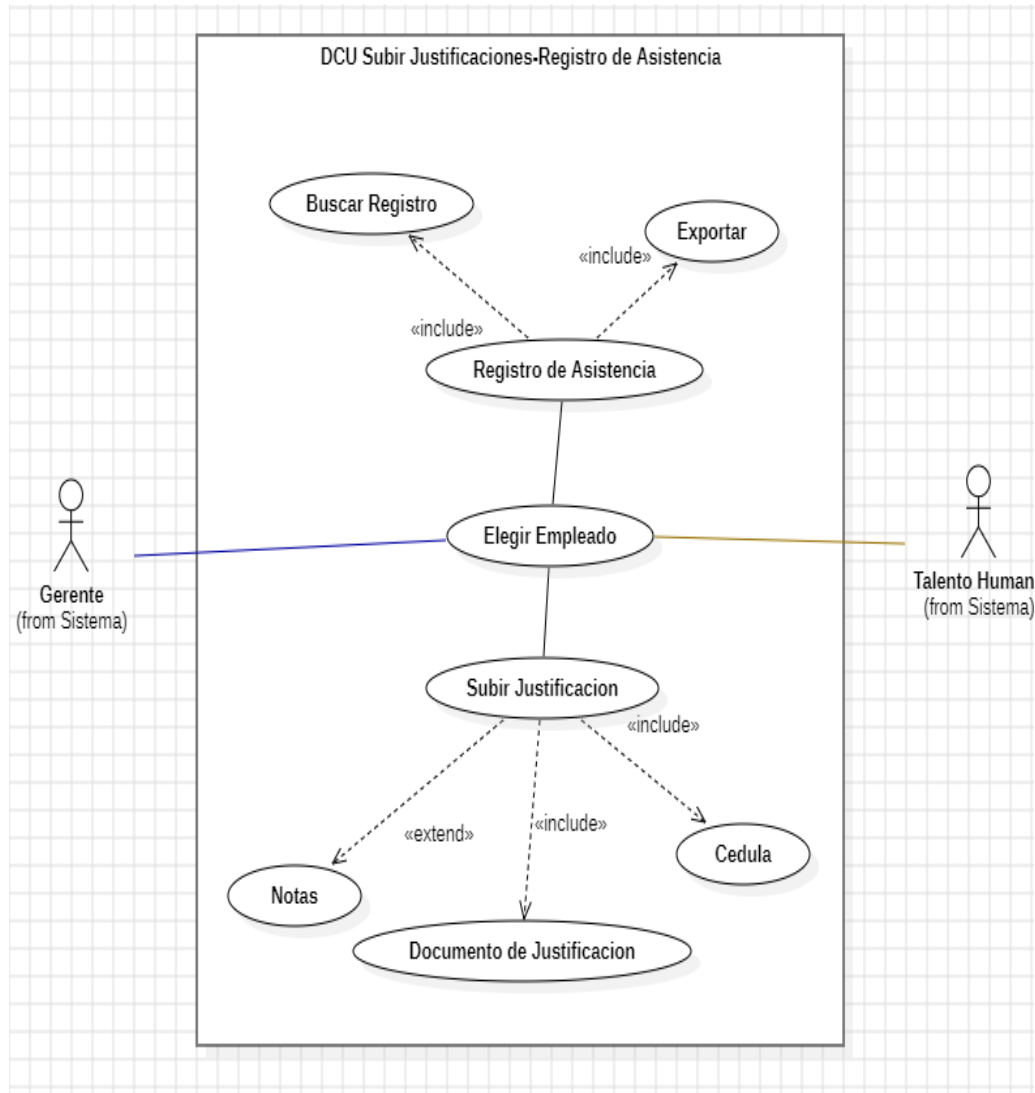 DCU Subir Justificaciones-Registro de Asistencia
Buscar Registro
Exportar
«include»
«include»
Registro de Asistencia
Elegir Empleado
Gerente
(from Sistema)
Talento Human
(from Sistema)
Subir Justificacion
«include»
«extend»
«include»
Cedula
Notas
Documento de Justificacion